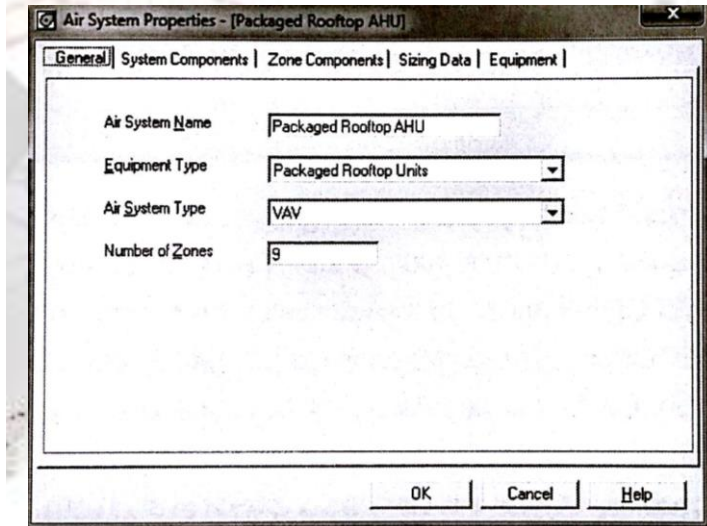 Air System Properties - [Packaged Rooftop AHU]
x
General | System Components | Zone Components | Sizing Data | Equipment |
Air System Name Packaged Rooftop AHU
Equipment Type Packaged Rooftop Units
Air System Type VAV
Number of Zones 9
OK Cancel Help